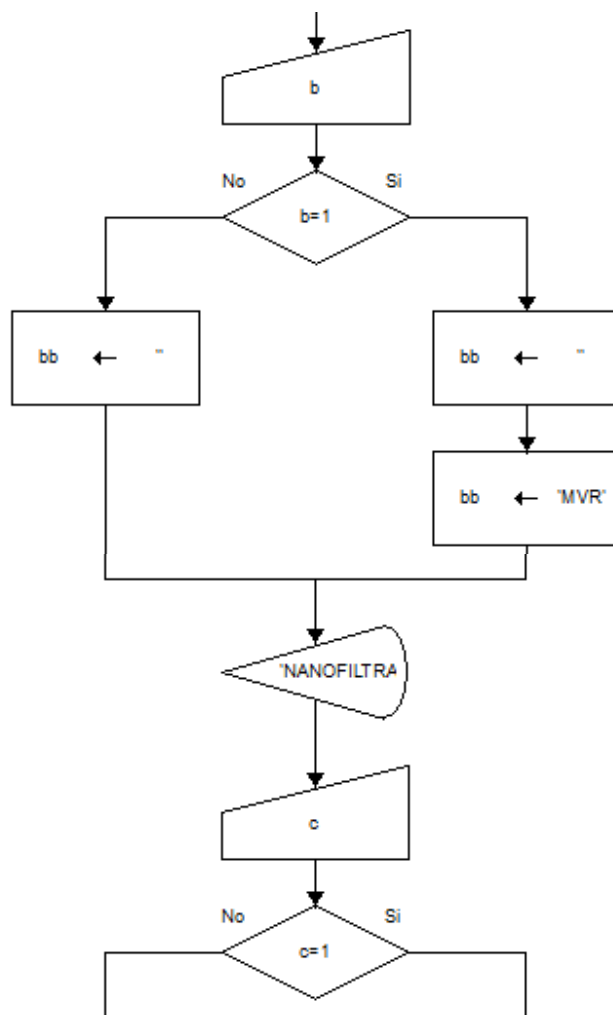 b
No Si
b=1
bb ← " bb ← "
bb ← "MVR"
"NANOFILTRA
c
No Si
c=1